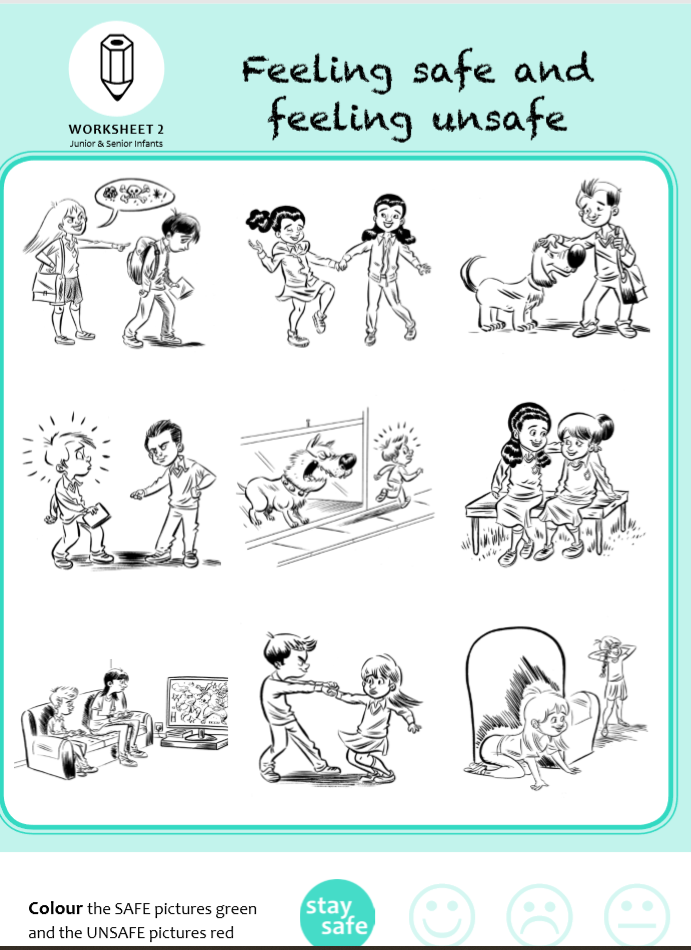 WORKSHEET 2
Junior & Senior Infants
Feeling safe and
feeling unsafe
Colour the SAFE pictures green
and the UNSAFE pictures red
stay
safe